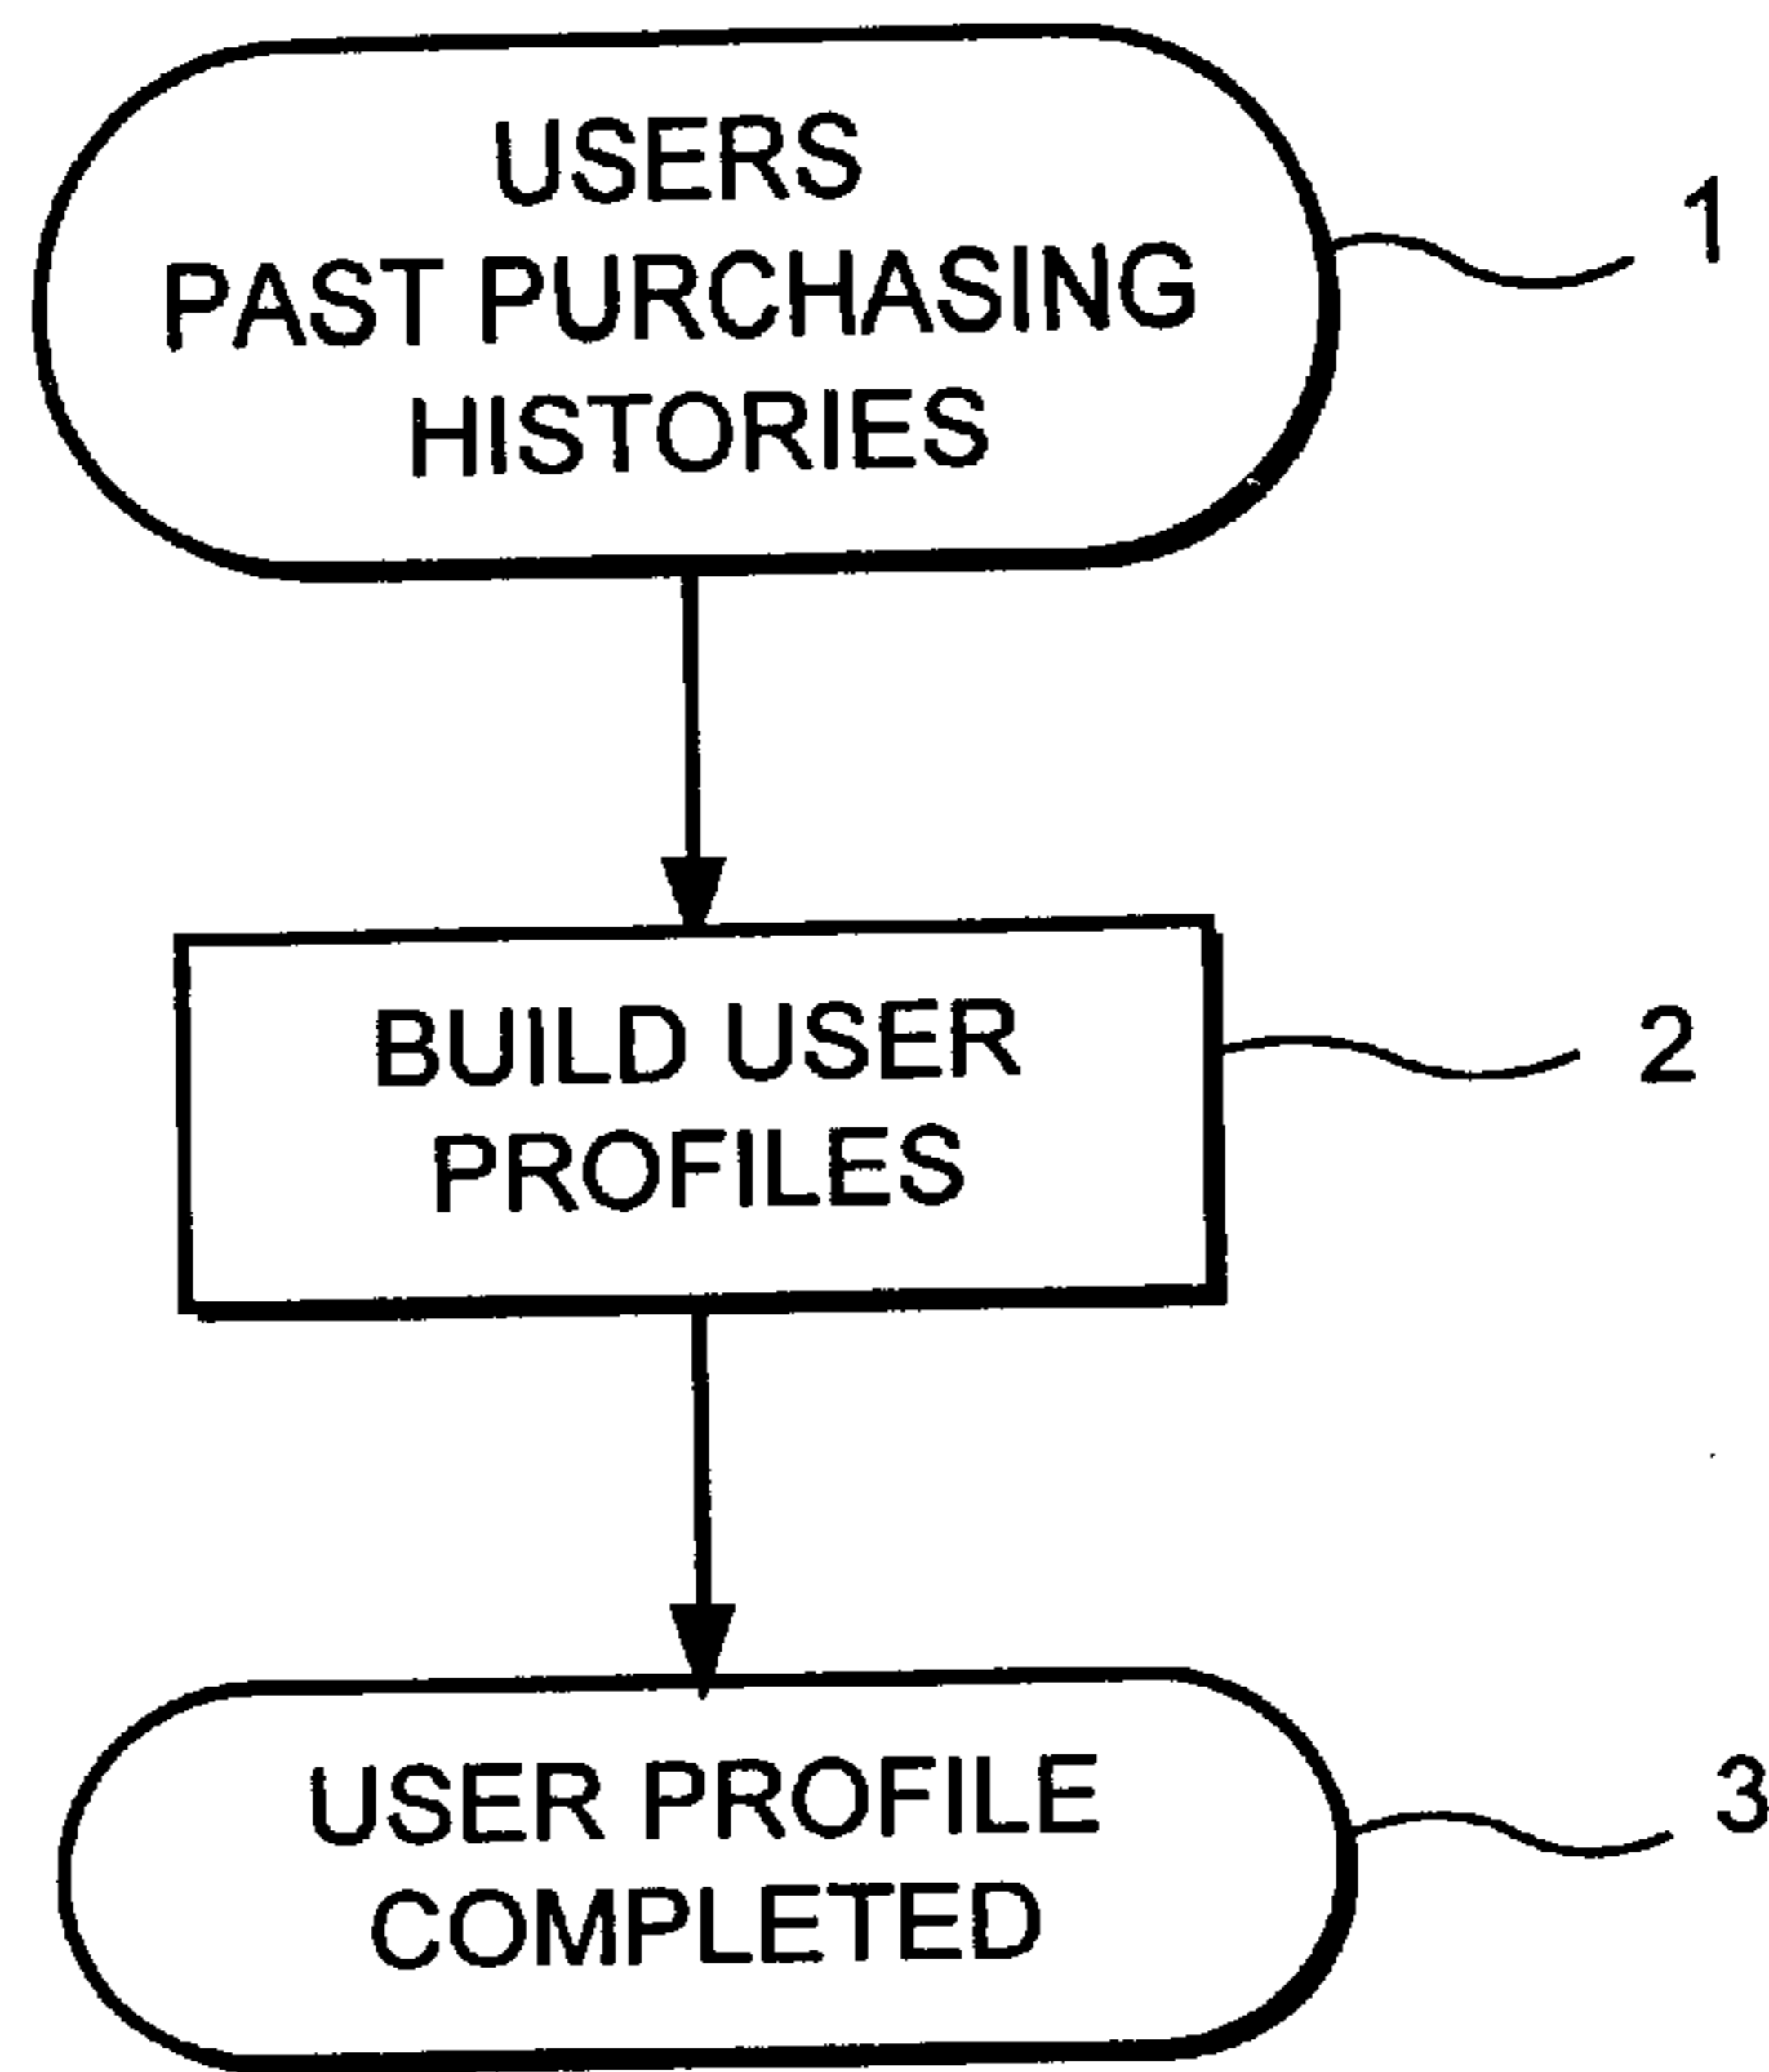 USERS
PAST PURCHASING
HISTORIES
1
BUILD USER
PROFILES
2
USER PROFILE
COMPLETED
3